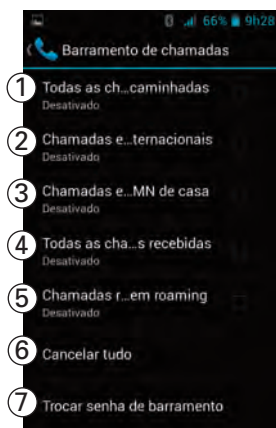 66% 9h28
Barramento de chamadas
1 Todas as ch...caminhadas
Desativado
2 Chamadas e...ternacionais
Desativado
3 Chamadas e...MN de casa
Desativado
4 Todas as cha...s recebidas
Desativado
5 Chamadas r...em roaming
Desativado
6 Cancelar tudo
7 Trocar senha de barramento